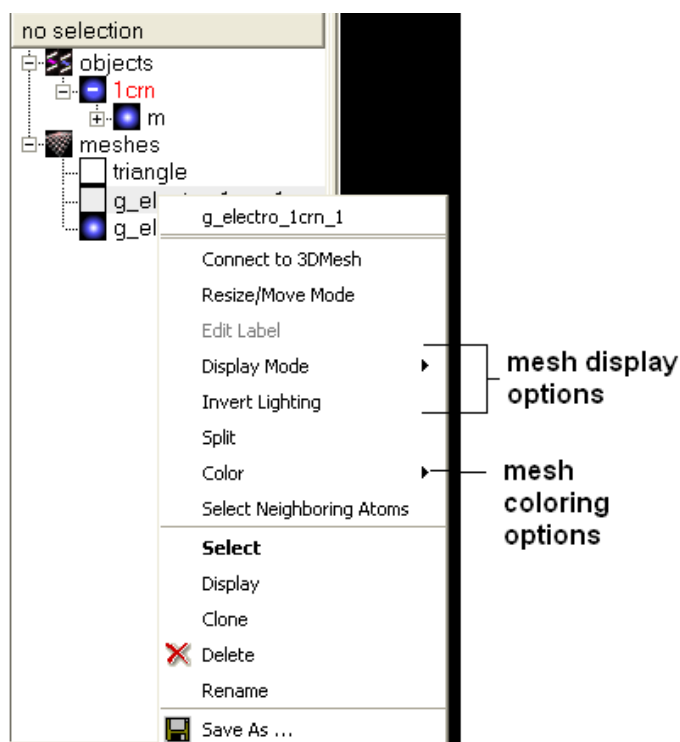 no selection
objects
1crn
m
meshes
triangle
g_el
g_el
g_electro_1crn_1
Connect to 3DMesh
Resize/Move Mode
Edit Label
Display Mode
Invert Lighting
Split
Color
Select Neighboring Atoms
Select
Display
Clone
Delete
Rename
Save As ...
mesh display
options
mesh
coloring
options